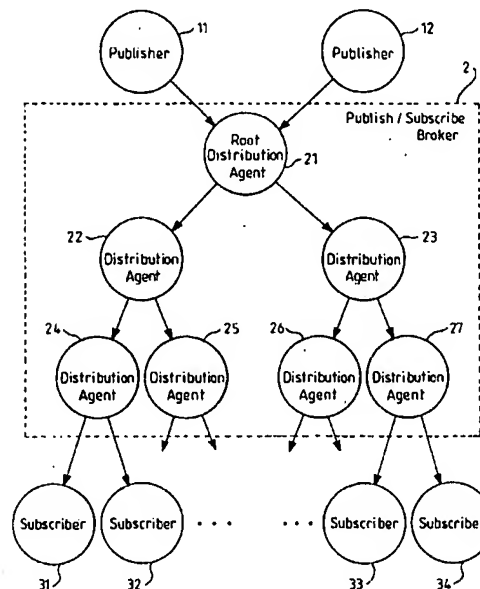 11
12
Publisher
Publisher
2
Publish / Subscribe
Broker
Root
Distribution
Agent
21
22
23
Distribution
Agent
Distribution
Agent
24
25
26
27
Distribution
Agent
Distribution
Agent
Distribution
Agent
Distribution
Agent
Subscriber
Subscriber
. . .
. . .
Subscriber
Subscribe
31
32
33
34